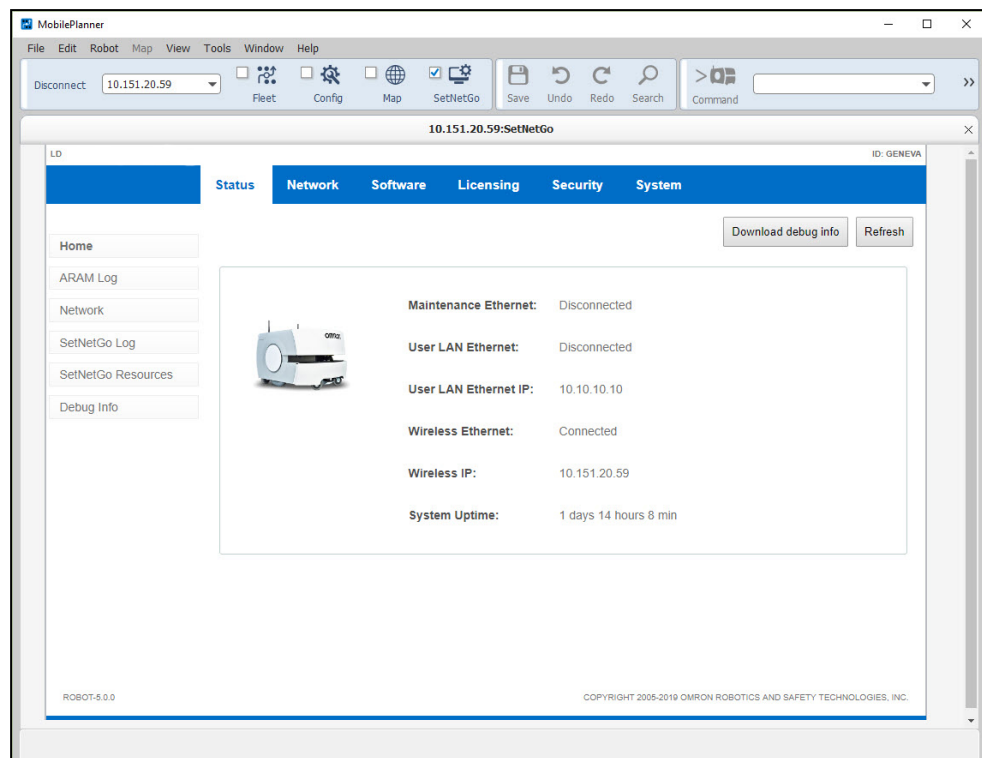 MobilePlanner
File Edit Robot Map View Tools Window Help
Disconnect 10.151.20.59 Fleet Config Map SetNetGo Save Undo Redo Search Command
10.151.20.59:SetNetGo
LD ID: GENEVA
Status Network Software Licensing Security System
Download debug info Refresh
Home
ARAM Log
Network
SetNetGo Log
SetNetGo Resources
Debug Info
omron
Maintenance Ethernet: Disconnected
User LAN Ethernet: Disconnected
User LAN Ethernet IP: 10.10.10.10
Wireless Ethernet: Connected
Wireless IP: 10.151.20.59
System Uptime: 1 days 14 hours 8 min
ROBOT-5.0.0 COPYRIGHT 2005-2019 OMRON ROBOTICS AND SAFETY TECHNOLOGIES, INC.